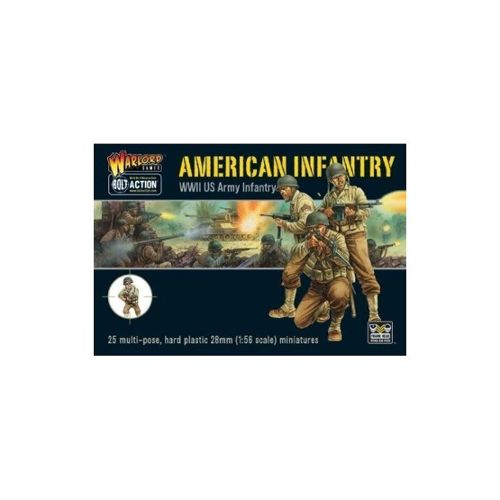 WARLORD
GAMES
BOLT ACTION
AMERICAN INFANTRY
WWII US Army Infantry
25 multi-pose, hard plastic 28mm (1:56 scale) miniatures